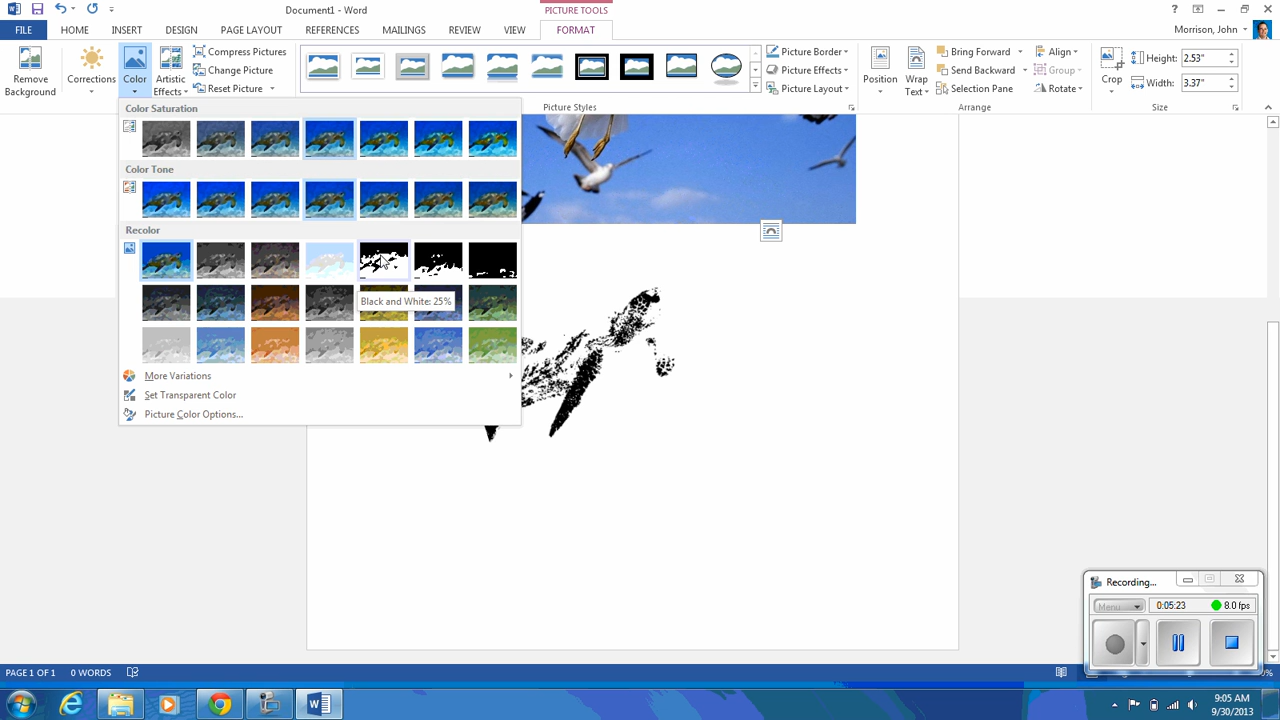 Document1 - Word
PICTURE TOOLS
FILE HOME INSERT DESIGN PAGE LAYOUT REFERENCES MAILINGS REVIEW VIEW FORMAT
Morrison, John
Remove Background
Corrections
Color
Artistic Effects
Compress Pictures
Change Picture
Reset Picture
Picture Border
Picture Effects
Picture Layout
Position
Wrap Text
Bring Forward
Send Backward
Selection Pane
Align
Group
Rotate
Crop
Height: 2.53"
Width: 3.37"
Picture Styles
Arrange
Size
Color Saturation
Color Tone
Recolor
Black and White: 25%
More Variations
Set Transparent Color
Picture Color Options...
Recording...
Menu 0:05:23 8.0 fps
PAGE 1 OF 1 0 WORDS
9:05 AM
9/30/2013